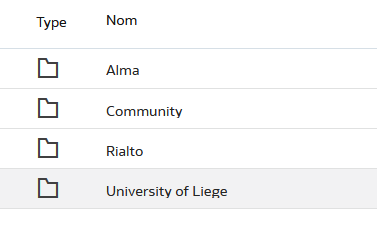 Type Nom
Alma
Community
Rialto
University of Liege